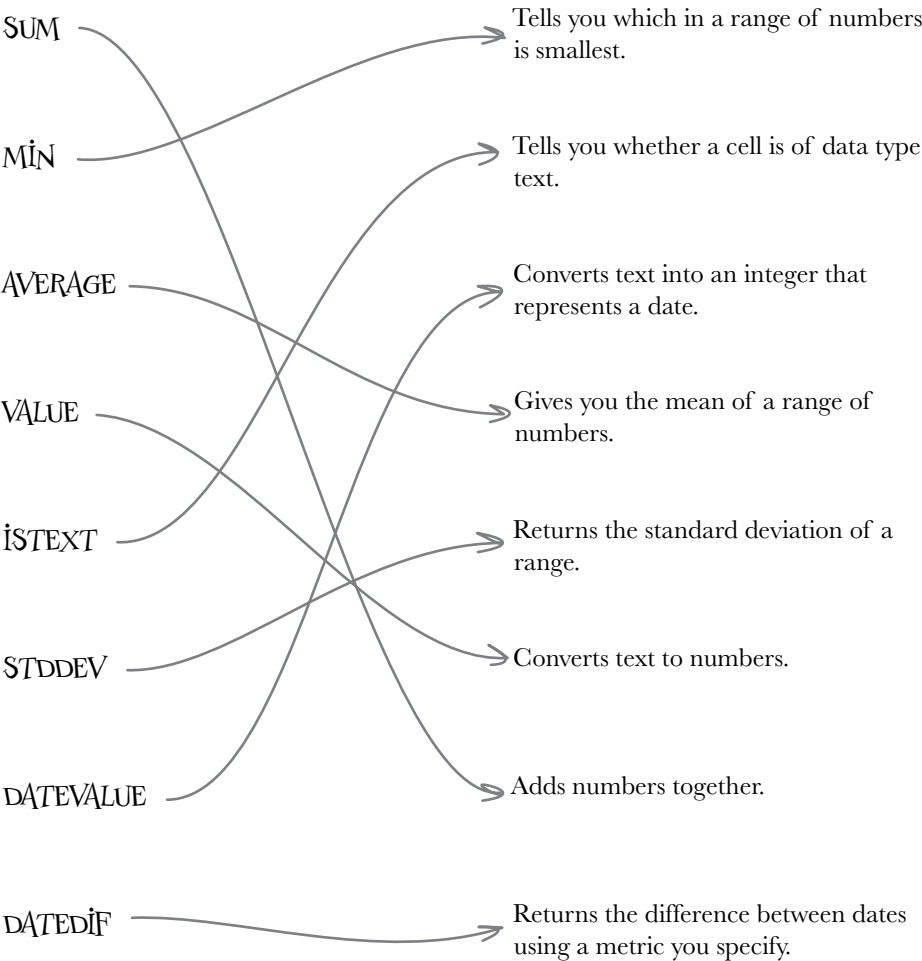 SUM
Tells you which in a range of numbers
is smallest.
MIN
Tells you whether a cell is of data type
text.
AVERAGE
Converts text into an integer that
represents a date.
VALUE
Gives you the mean of a range of
numbers.
ISTEXT
Returns the standard deviation of a
range.
STDDEV
Converts text to numbers.
DATEVALUE
Adds numbers together.
DATEDIF
Returns the difference between dates
using a metric you specify.